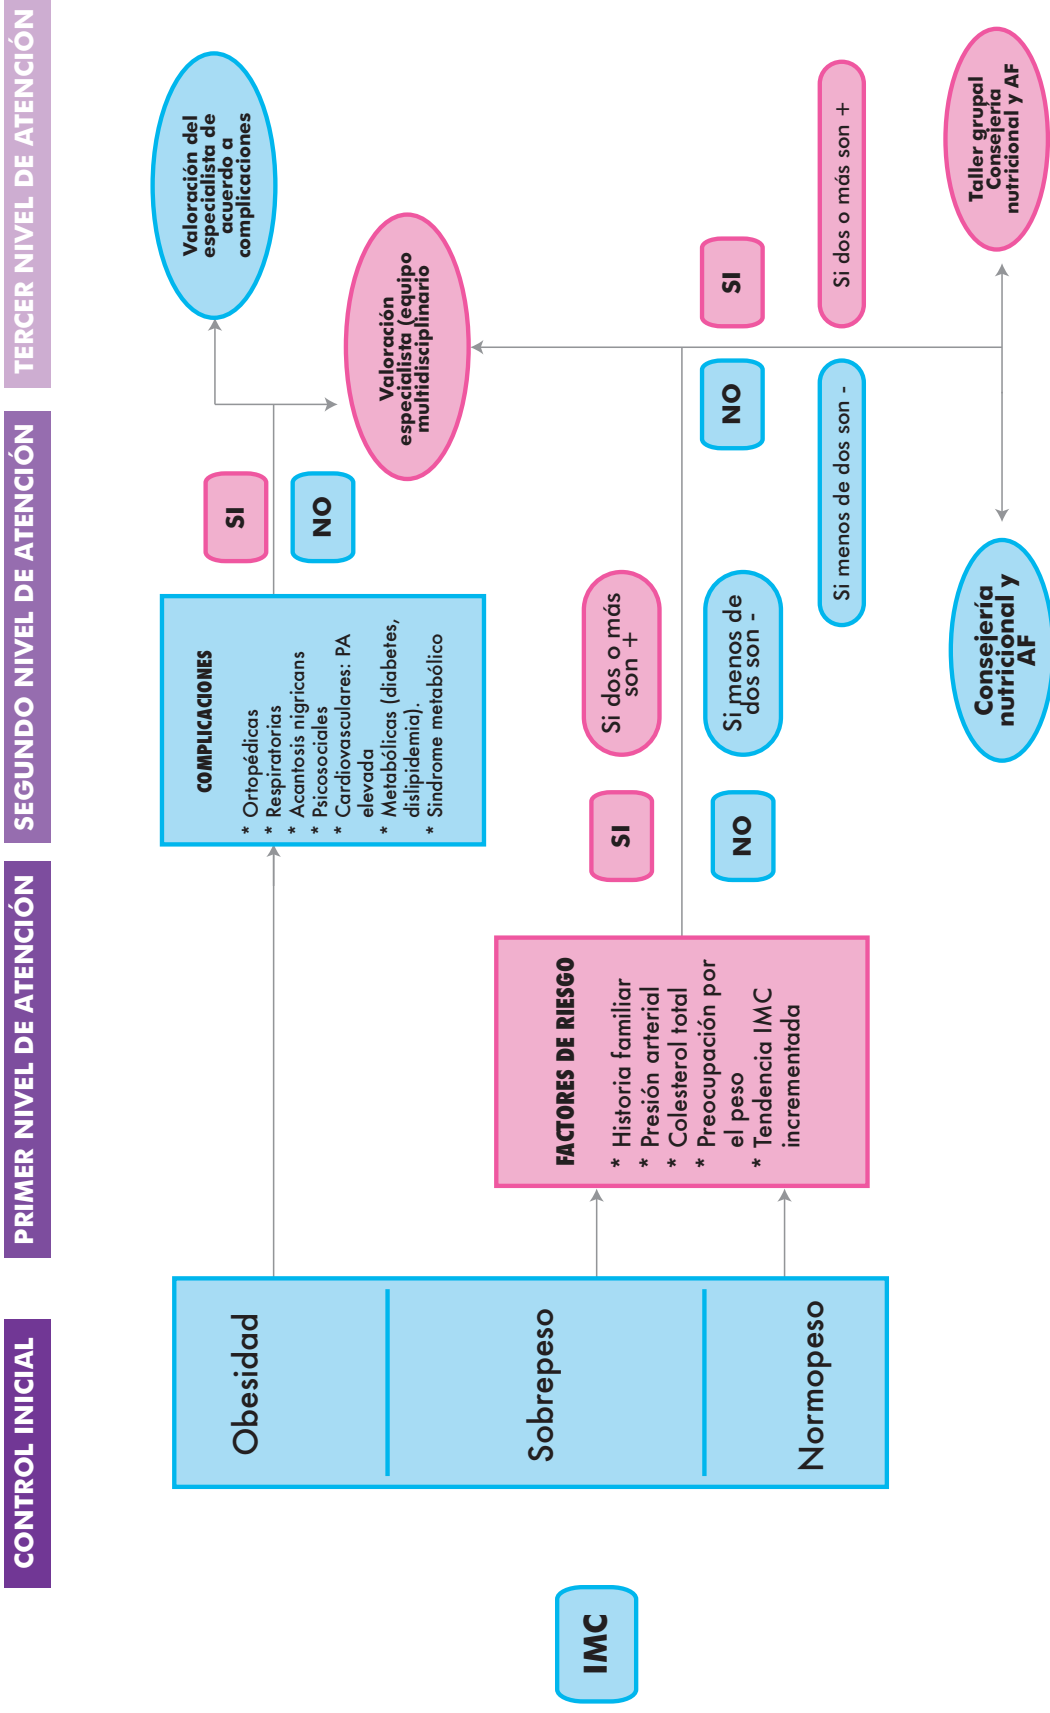 CONTROL INICIAL
PRIMER NIVEL DE ATENCIÓN
SEGUNDO NIVEL DE ATENCIÓN
TERCER NIVEL DE ATENCIÓN
IMC
Obesidad
Sobrepeso
Normopeso
COMPLICACIONES
* Ortopédicas
* Respiratorias
* Acantosis nigricans
* Psicosociales
* Cardiovasculares: PA
elevada
* Metabólicas (diabetes,
dislipidemia).
* Sindrome metabólico
SI
NO
Valoración del
especialista de
acuerdo a
complicaciones
Valoración
especialista (equipo
multidisciplinario
FACTORES DE RIESGO
* Historia familiar
* Presión arterial
* Colesterol total
* Preocupación por
el peso
* Tendencia IMC
incrementada
SI
Si dos o más
son +
NO
Si menos de
dos son -
NO
SI
Si menos de dos son -
Si dos o más son +
Consejería
nutricional y
AF
Taller grupal
Consejería
nutricional y AF